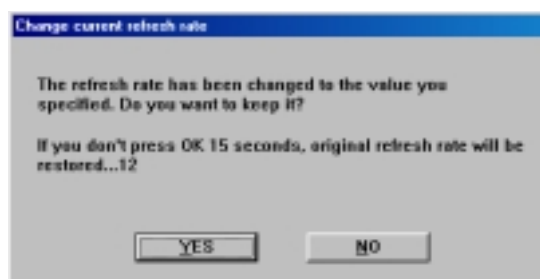 Change current refresh rate
The refresh rate has been changed to the value you
specified. Do you want to keep it?
If you don't press OK 15 seconds, original refresh rate will be
restored...12
YES
NO